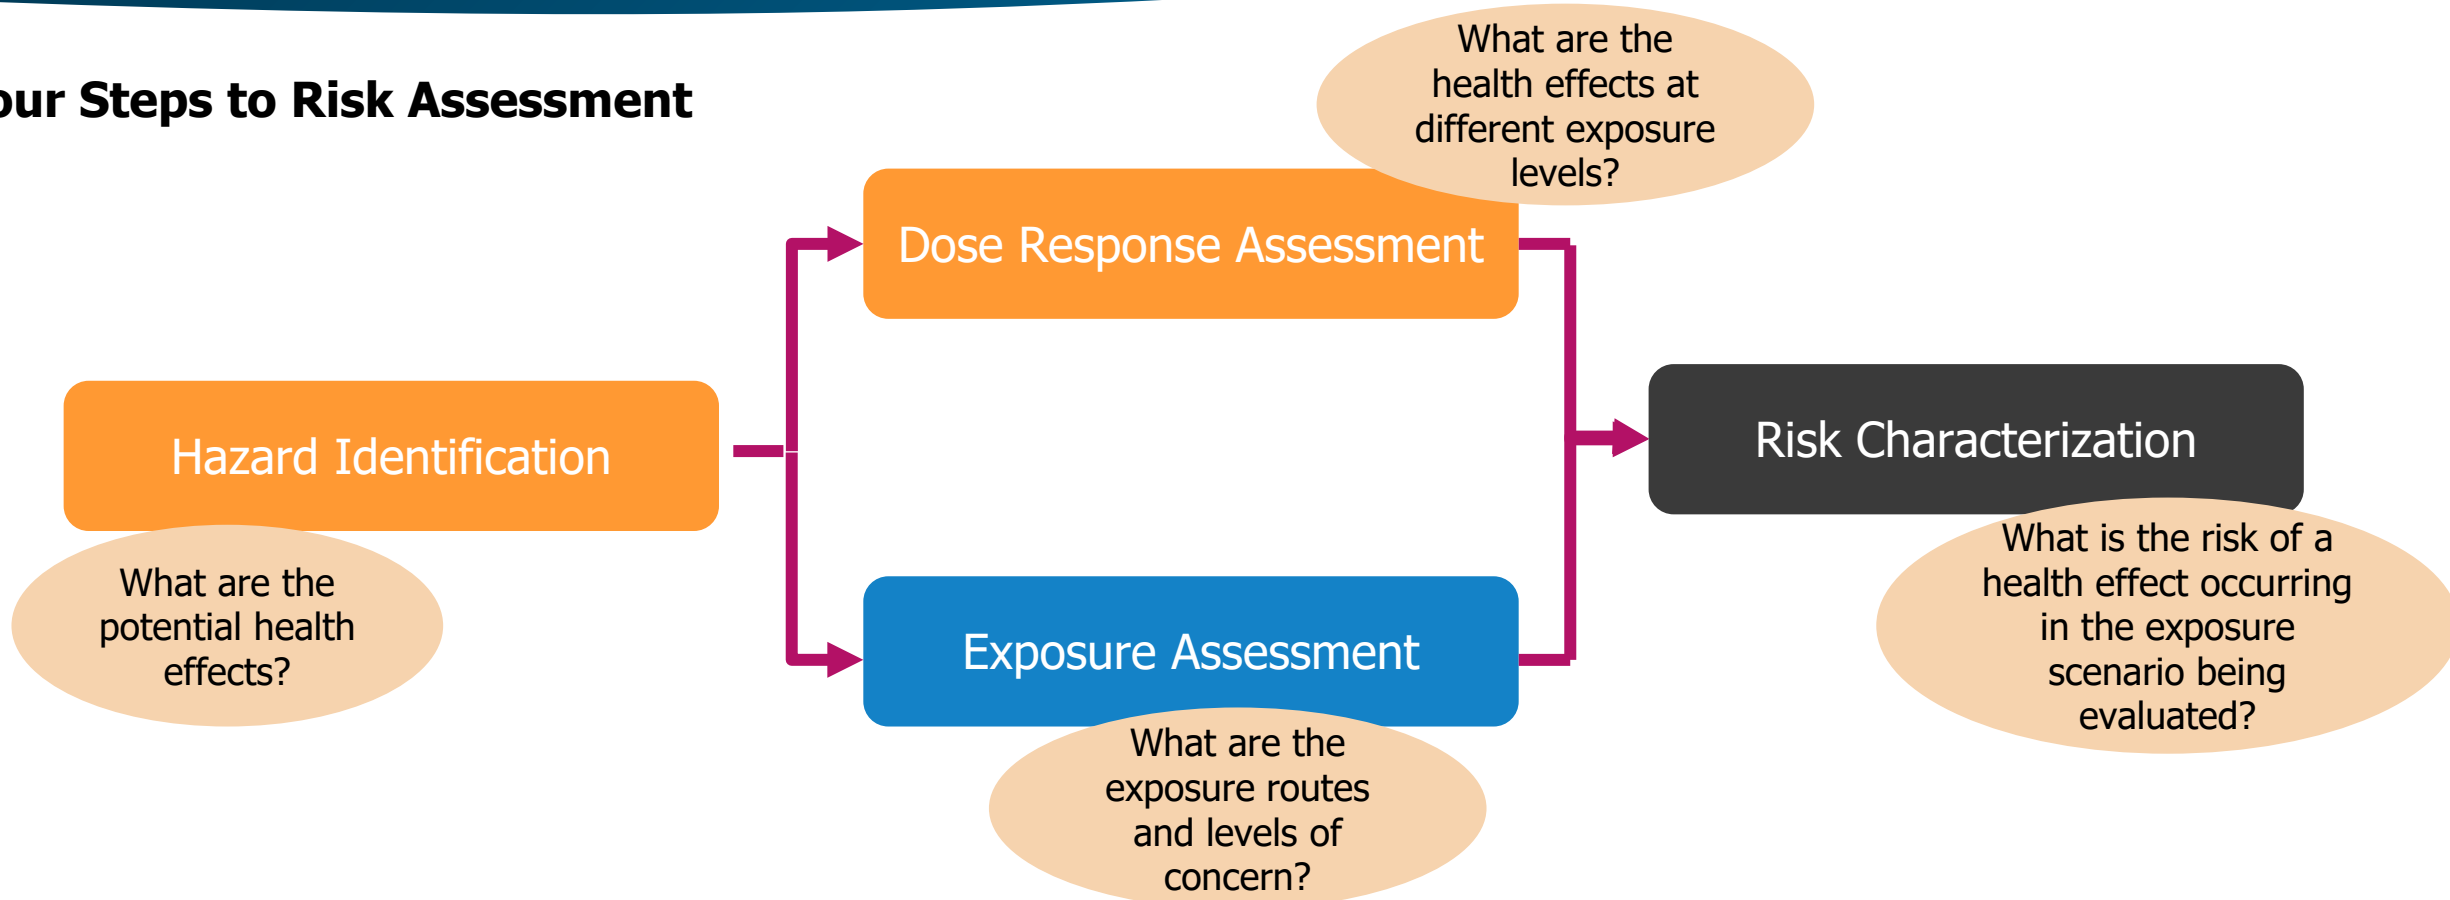 our Steps to Risk Assessment
What are the
health effects at
different exposure
levels?
Dose Response Assessment
Hazard Identification
What are the
potential health
effects?
Risk Characterization
What is the risk of a
health effect occurring
in the exposure
scenario being
evaluated?
Exposure Assessment
What are the
exposure routes
and levels of
concern?